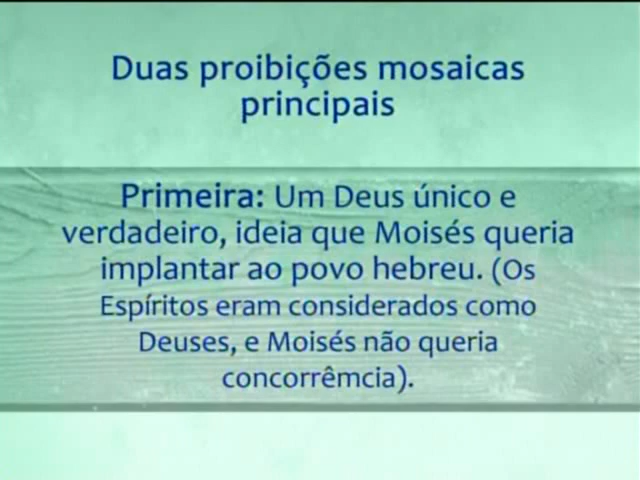 Duas proibições mosaicas
principais
Primeira: Um Deus único e
verdadeiro, ideia que Moisés queria
implantar ao povo hebreu. (Os
Espíritos eram considerados como
Deuses, e Moisés não queria
concorrêmcia).